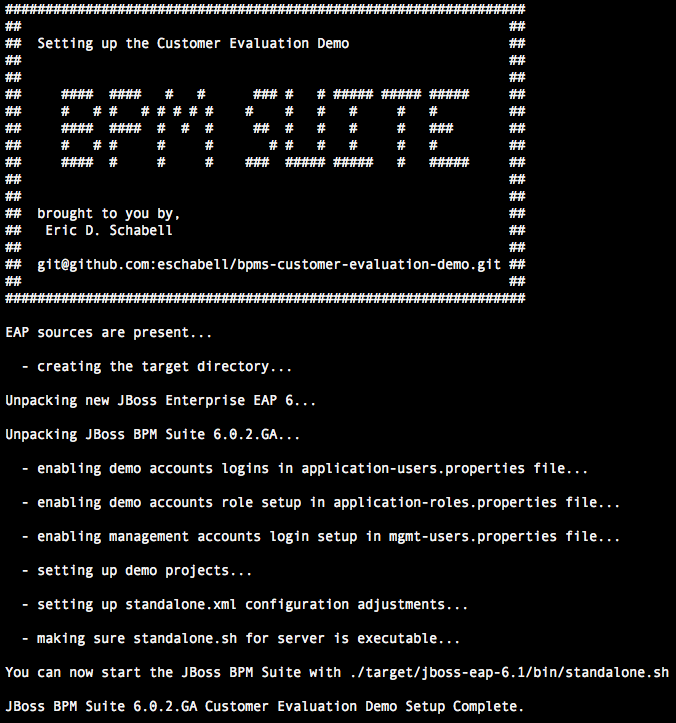 Setting up the Customer Evaluation Demo
BPM SUITE
brought to you by,
Eric D. Schabell
git@github.com:eschabell/bpms-customer-evaluation-demo.git
EAP sources are present...
- creating the target directory...
Unpacking new JBoss Enterprise EAP 6...
Unpacking JBoss BPM Suite 6.0.2.GA...
- enabling demo accounts logins in application-users.properties file...
- enabling demo accounts role setup in application-roles.properties file...
- enabling management accounts login setup in mgmt-users.properties file...
- setting up demo projects...
- setting up standalone.xml configuration adjustments...
- making sure standalone.sh for server is executable...
You can now start the JBoss BPM Suite with ./target/jboss-eap-6.1/bin/standalone.sh
JBoss BPM Suite 6.0.2.GA Customer Evaluation Demo Setup Complete.